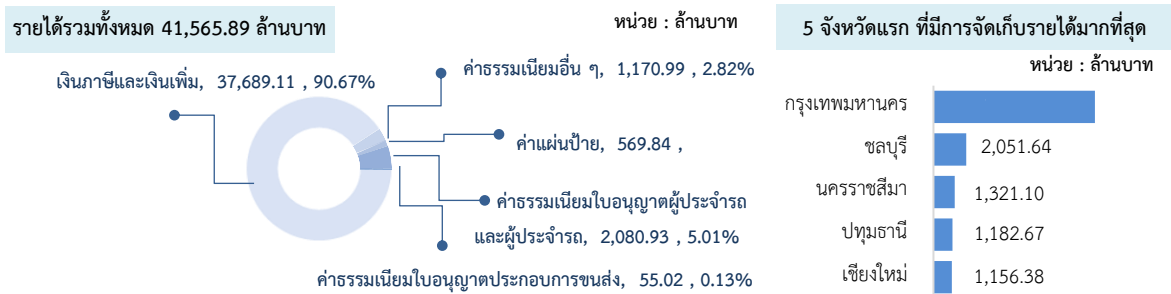 รายได้รวมทั้งหมด 41,565.89 ล้านบาท
หน่วย : ล้านบาท
เงินภาษีและเงินเพิ่ม, 37,689.11 , 90.67%
ค่าธรรมเนียมอื่น ๆ, 1,170.99 , 2.82%
ค่าแผ่นป้าย, 569.84 ,
ค่าธรรมเนียมใบอนุญาตผู้ประจำรถ
และผู้ประจำรถ, 2,080.93 , 5.01%
ค่าธรรมเนียมใบอนุญาตประกอบการขนส่ง, 55.02 , 0.13%
5 จังหวัดแรก ที่มีการจัดเก็บรายได้มากที่สุด
หน่วย : ล้านบาท
กรุงเทพมหานคร
ชลบุรี 2,051.64
นครราชสีมา 1,321.10
ปทุมธานี 1,182.67
เชียงใหม่ 1,156.38